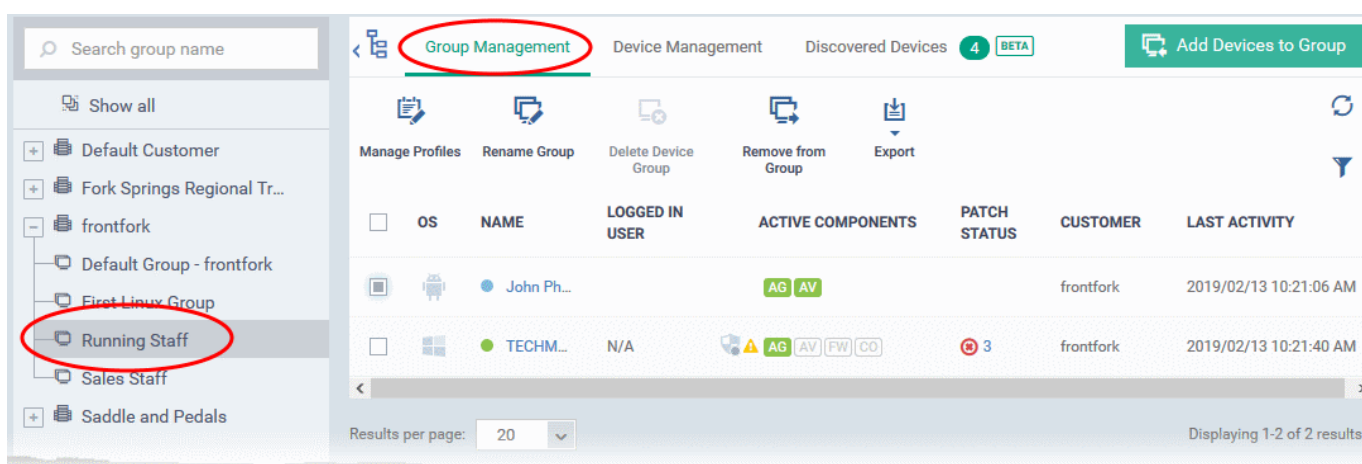 Search group name
Show all
Default Customer
Fork Springs Regional Tr...
frontfork
Default Group - frontfork
First Linux Group
Running Staff
Sales Staff
Saddle and Pedals
Group Management
Device Management
Discovered Devices 4 BETA
Add Devices to Group
Manage Profiles
Rename Group
Delete Device
Group
Remove from
Group
Export
OS
NAME
LOGGED IN
USER
ACTIVE COMPONENTS
PATCH
STATUS
CUSTOMER
LAST ACTIVITY
John Ph... AG AV frontfork 2019/02/13 10:21:06 AM
TECHM... N/A AG AV FW CO 3 frontfork 2019/02/13 10:21:40 AM
Results per page: 20
Displaying 1-2 of 2 results